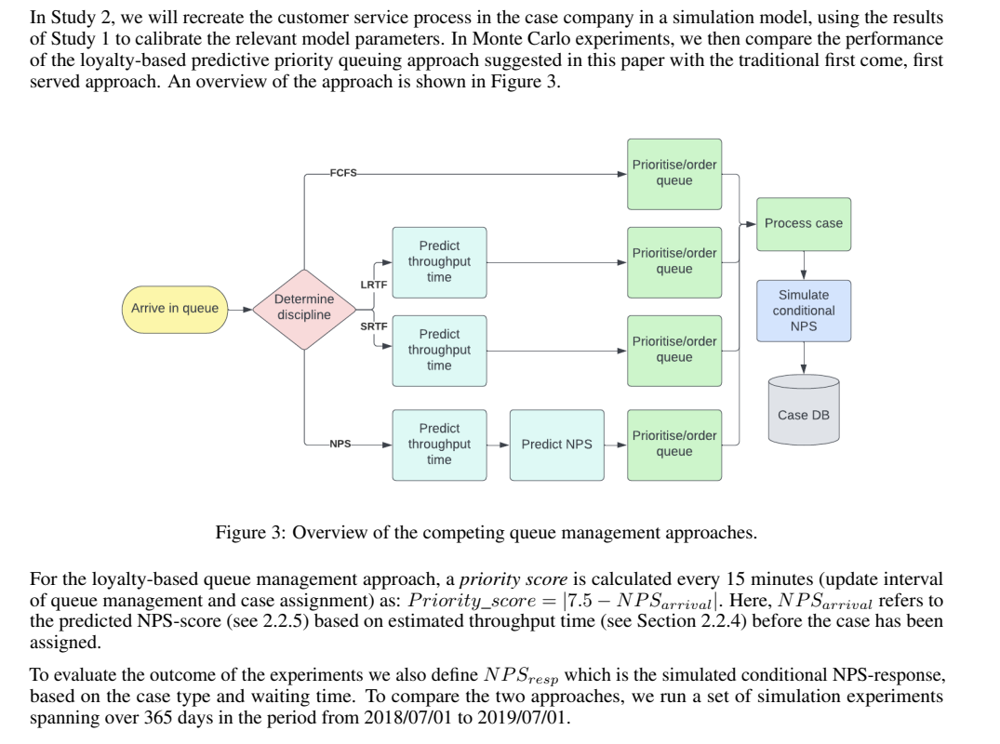 In Study 2, we will recreate the customer service process in the case company in a simulation model, using the results
of Study 1 to calibrate the relevant model parameters. In Monte Carlo experiments, we then compare the performance
of the loyalty-based predictive priority queuing approach suggested in this paper with the traditional first come, first
served approach. An overview of the approach is shown in Figure 3.
FCFS
Prioritise/order
queue
Process case
Predict
throughput
time
Prioritise/order
queue
LRTF
Arrive in queue
Determine
discipline
Simulate
conditional
NPS
SRTF
Predict
throughput
time
Prioritise/order
queue
Case DB
NPS
Predict
throughput
time
Predict NPS
Prioritise/order
queue
Figure 3: Overview of the competing queue management approaches.
For the loyalty-based queue management approach, a priority score is calculated every 15 minutes (update interval
of queue management and case assignment) as: Priority_score = |7.5 − NPS_arrival|. Here, NPS_arrival refers to
the predicted NPS-score (see 2.2.5) based on estimated throughput time (see Section 2.2.4) before the case has been
assigned.
To evaluate the outcome of the experiments we also define NPS_resp which is the simulated conditional NPS-response,
based on the case type and waiting time. To compare the two approaches, we run a set of simulation experiments
spanning over 365 days in the period from 2018/07/01 to 2019/07/01.